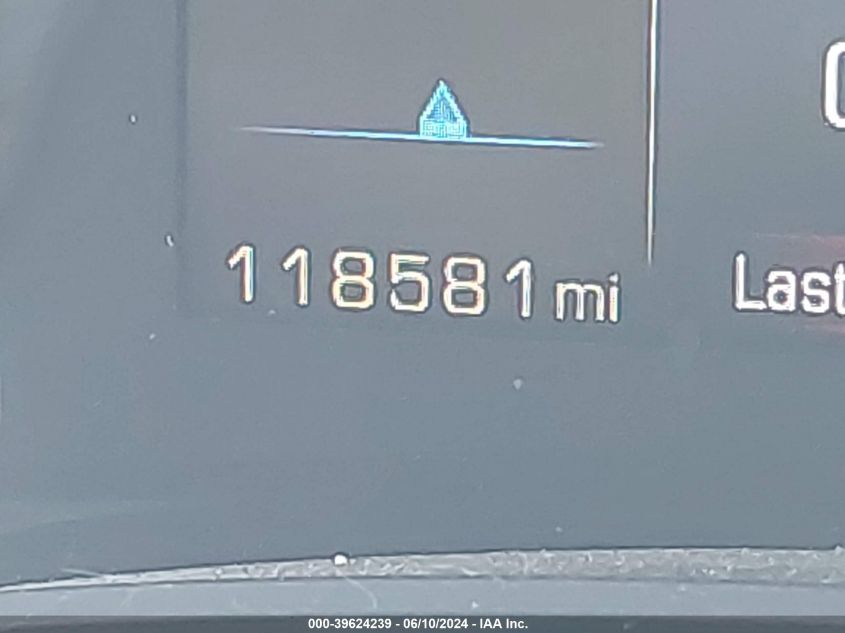 118581 mi
Last
000-39624239 - 06/10/2024 - IAA Inc.